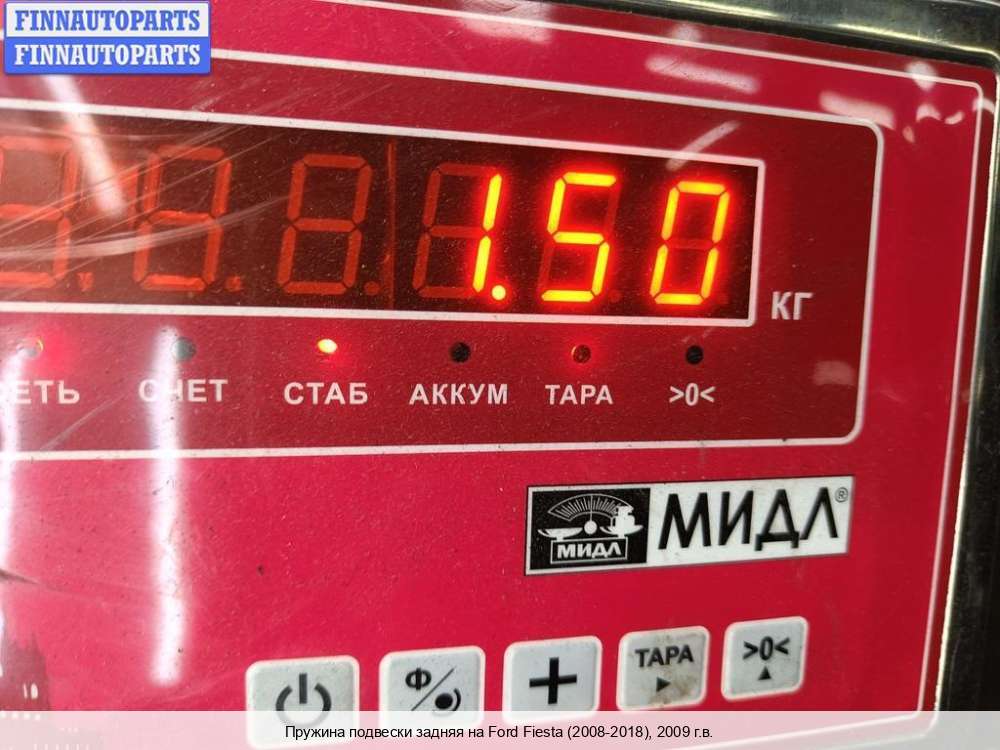 FINNAUTOPARTS
FINNAUTOPARTS
1.50
кг
СЧЕТ СТАБ АККУМ ТАРА >0<
МИДЛ МИДЛ®
Ф + ТАРА >0<
Пружина подвески задняя на Ford Fiesta (2008-2018), 2009 г.в.